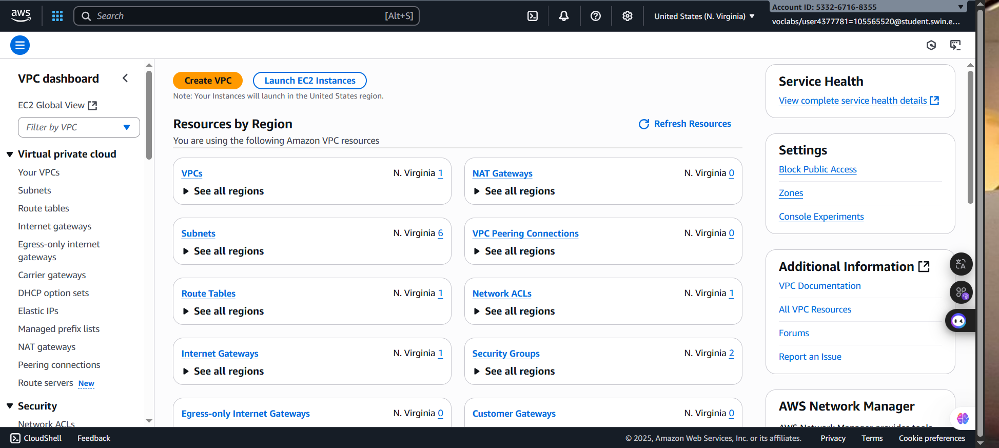 aws
Search
[Alt+S]
United States (N. Virginia)
Account ID: 5332-6716-8355
voclabs/user4377781=105565520@student.swin.e...
VPC dashboard
EC2 Global View
Filter by VPC
Virtual private cloud
Your VPCs
Subnets
Route tables
Internet gateways
Egress-only internet
gateways
Carrier gateways
DHCP option sets
Elastic IPs
Managed prefix lists
NAT gateways
Peering connections
Route servers New
Security
Network ACLs
Create VPC
Launch EC2 Instances
Note: Your Instances will launch in the United States region.
Resources by Region
Refresh Resources
You are using the following Amazon VPC resources
VPCs
N. Virginia 1
See all regions
NAT Gateways
N. Virginia 0
See all regions
Subnets
N. Virginia 6
See all regions
VPC Peering Connections
N. Virginia 0
See all regions
Route Tables
N. Virginia 1
See all regions
Network ACLs
N. Virginia 1
See all regions
Internet Gateways
N. Virginia 1
See all regions
Security Groups
N. Virginia 2
See all regions
Egress-only Internet Gateways
N. Virginia 0
Customer Gateways
N. Virginia 0
Service Health
View complete service health details
Settings
Block Public Access
Zones
Console Experiments
Additional Information
VPC Documentation
All VPC Resources
Forums
Report an Issue
AWS Network Manager
AWS Network Manager provides tools
CloudShell
Feedback
© 2025, Amazon Web Services, Inc. or its affiliates.
Privacy
Terms
Cookie preferences